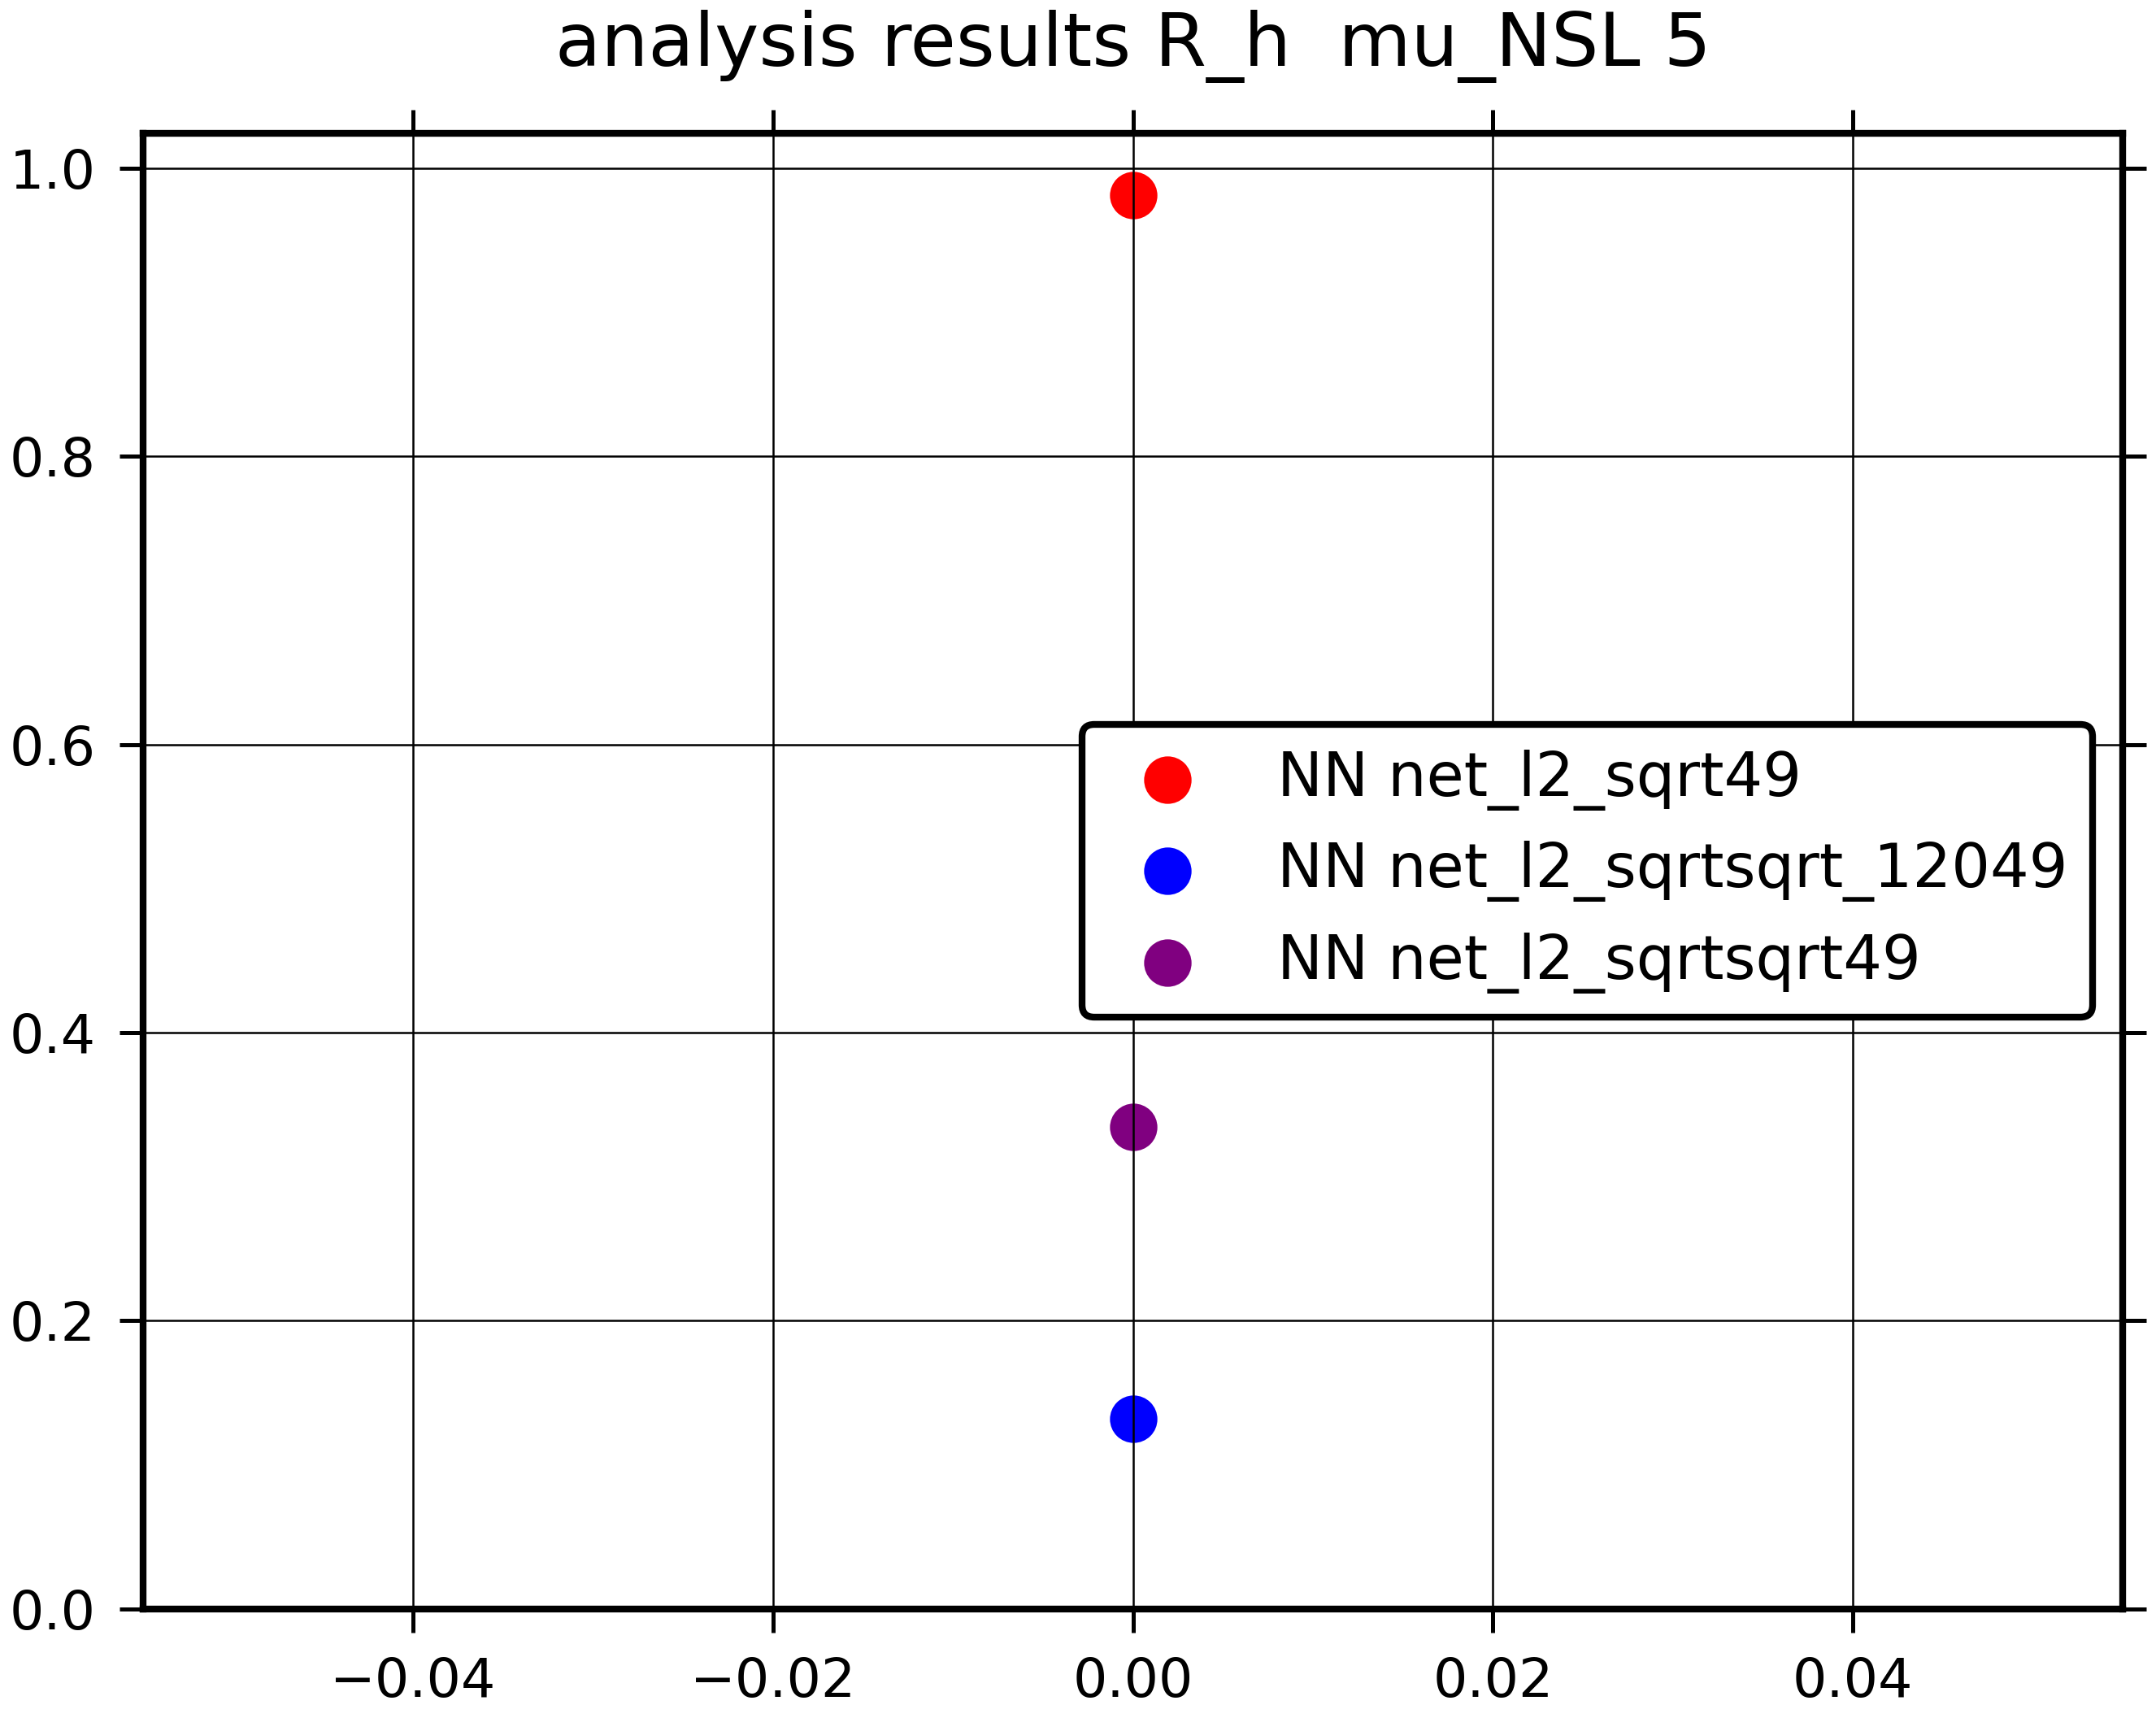 analysis results R_h  mu_NSL 5
1.0
0.8
0.6
0.4
0.2
0.0
NN net_l2_sqrt49
NN net_l2_sqrtsqrt_12049
NN net_l2_sqrtsqrt49
−0.04 −0.02 0.00 0.02 0.04